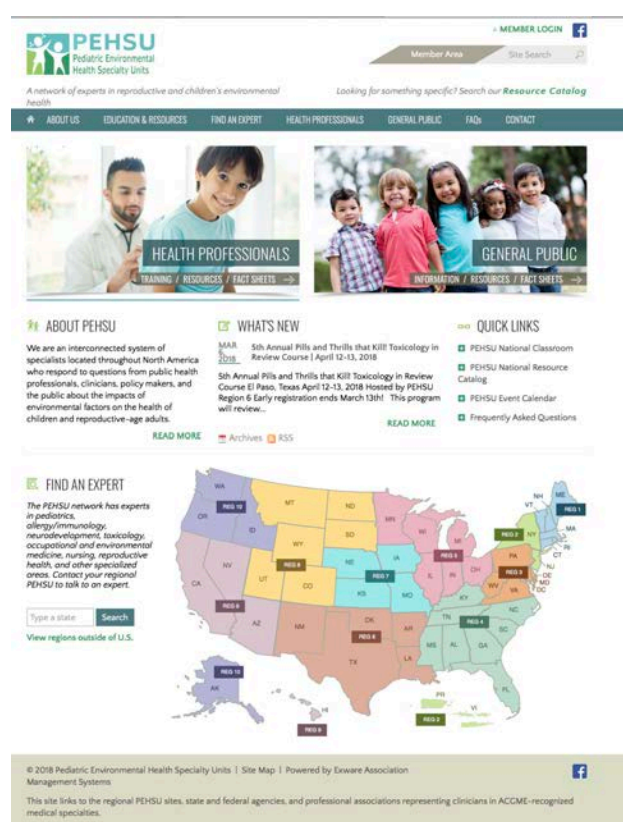 » MEMBER LOGIN
PEHSU
Pediatric Environmental
Health Specialty Units
Member Area
Site Search
A network of experts in reproductive and children's environmental
health
Looking for something specific? Search our Resource Catalog
ABOUT US EDUCATION & RESOURCES FIND AN EXPERT HEALTH PROFESSIONALS GENERAL PUBLIC FAQs CONTACT
HEALTH PROFESSIONALS
TRAINING / RESOURCES / FACT SHEETS
GENERAL PUBLIC
INFORMATION / RESOURCES / FACT SHEETS
ABOUT PEHSU
We are an interconnected system of
specialists located throughout North America
who respond to questions from public health
professionals, clinicians, policy makers, and
the public about the impacts of
environmental factors on the health of
children and reproductive-age adults.
READ MORE
WHAT'S NEW
MAR
6,
2018
5th Annual Pills and Thrills that Kill! Toxicology in
Review Course | April 12-13, 2018
5th Annual Pills and Thrills that Kill! Toxicology in Review
Course El Paso, Texas April 12-13, 2018 Hosted by PEHSU
Region 6 Early registration ends March 13th! This program
will review...
READ MORE
Archives RSS
QUICK LINKS
PEHSU National Classroom
PEHSU National Resource
Catalog
PEHSU Event Calendar
Frequently Asked Questions
FIND AN EXPERT
The PEHSU network has experts
in pediatrics,
allergy/immunology,
neurodevelopment, toxicology,
occupational and environmental
medicine, nursing, reproductive
health, and other specialized
areas. Contact your regional
PEHSU to talk to an expert.
Type a state Search
View regions outside of U.S.
WA
OR
REG 10
ID
MT
ND
SD
WY
REG 8
UT
CO
NV
CA
REG 9
AZ
NE
IA
REG 7
KS
MO
MN
WI
MI
REG 5
IL
IN
OH
NM
OK
REG 6
TX
AR
LA
KY
TN
REG 4
NC
SC
MS
AL
GA
FL
PA
REG 3
WV
VA
REG 2
NY
NH
VT
ME
REG 1
MA
RI
CT
NJ
DE
MD
DC
REG 10
AK
HI
REG 9
PR
VI
REG 2
© 2018 Pediatric Environmental Health Specialty Units | Site Map | Powered by Exware Association
Management Systems
This site links to the regional PEHSU sites, state and federal agencies, and professional associations representing clinicians in ACGME-recognized
medical specialties.